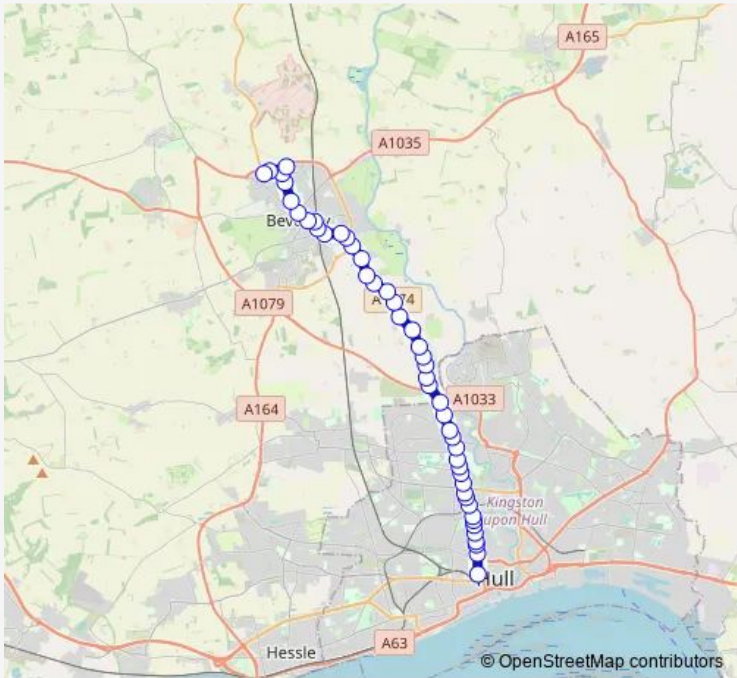 A165
A1035
A1079
A1033
A164
Kingston
upon Hull
Hull
A63
Hessle
© OpenStreetMap contributors